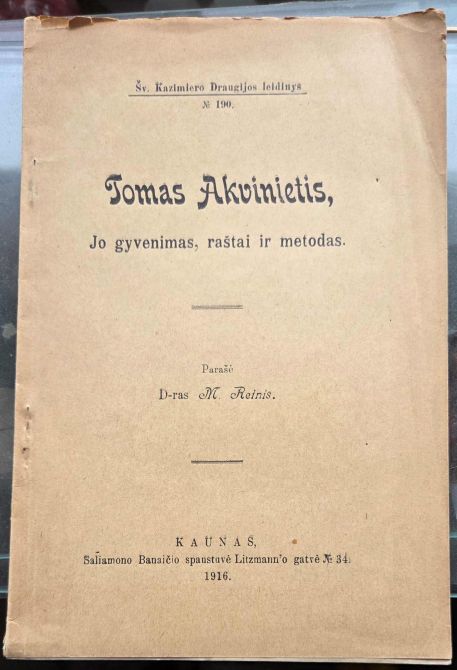 Šv. Kazimiero Draugijos leidinys
№ 190.
Tomas Akvinietis,
Jo gyvenimas, raštai ir metodas.
Parašė
D-ras M. Reinis.
KAUNAS,
Saliamono Banaičio spaustuvė Litzmann'o gatvė № 34.
1916.